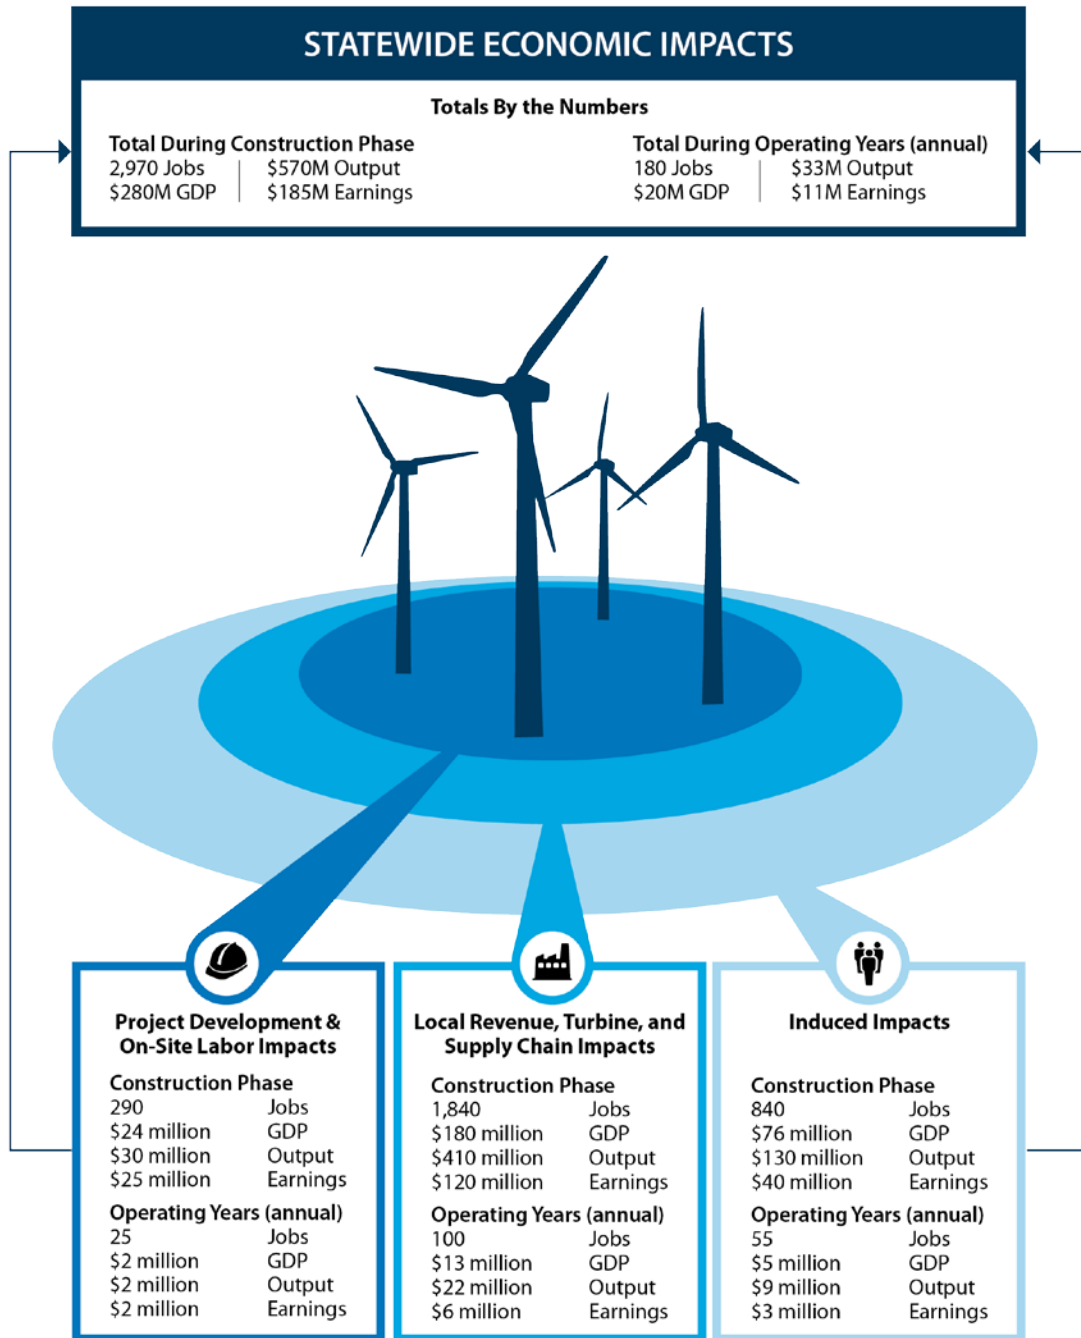 STATEWIDE ECONOMIC IMPACTS
Totals By the Numbers
Total During Construction Phase
2,970 Jobs $570M Output
$280M GDP $185M Earnings
Total During Operating Years (annual)
180 Jobs $33M Output
$20M GDP $11M Earnings
Project Development &
On-Site Labor Impacts
Construction Phase
290 Jobs
$24 million GDP
$30 million Output
$25 million Earnings
Operating Years (annual)
25 Jobs
$2 million GDP
$2 million Output
$2 million Earnings
Local Revenue, Turbine, and
Supply Chain Impacts
Construction Phase
1,840 Jobs
$180 million GDP
$410 million Output
$120 million Earnings
Operating Years (annual)
100 Jobs
$13 million GDP
$22 million Output
$6 million Earnings
Induced Impacts
Construction Phase
840 Jobs
$76 million GDP
$130 million Output
$40 million Earnings
Operating Years (annual)
55 Jobs
$5 million GDP
$9 million Output
$3 million Earnings